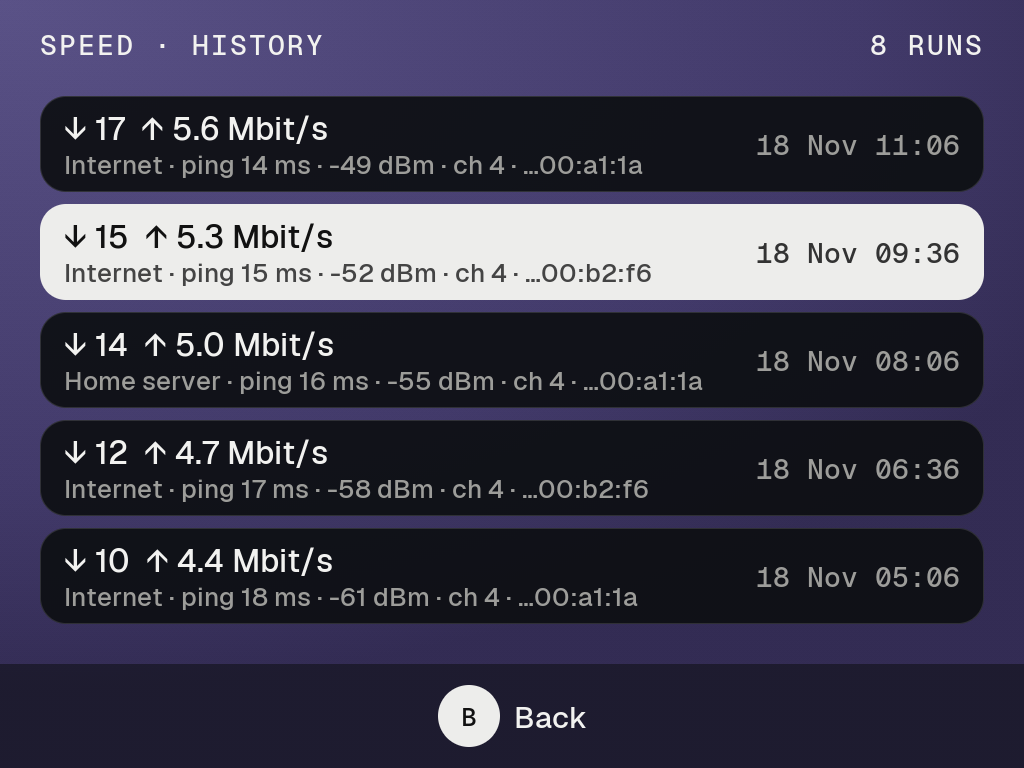 SPEED · HISTORY
8 RUNS
↓ 17 ↑ 5.6 Mbit/s
Internet · ping 14 ms · -49 dBm · ch 4 · …00:a1:1a
18 Nov 11:06
↓ 15 ↑ 5.3 Mbit/s
Internet · ping 15 ms · -52 dBm · ch 4 · …00:b2:f6
18 Nov 09:36
↓ 14 ↑ 5.0 Mbit/s
Home server · ping 16 ms · -55 dBm · ch 4 · …00:a1:1a
18 Nov 08:06
↓ 12 ↑ 4.7 Mbit/s
Internet · ping 17 ms · -58 dBm · ch 4 · …00:b2:f6
18 Nov 06:36
↓ 10 ↑ 4.4 Mbit/s
Internet · ping 18 ms · -61 dBm · ch 4 · …00:a1:1a
18 Nov 05:06
B Back